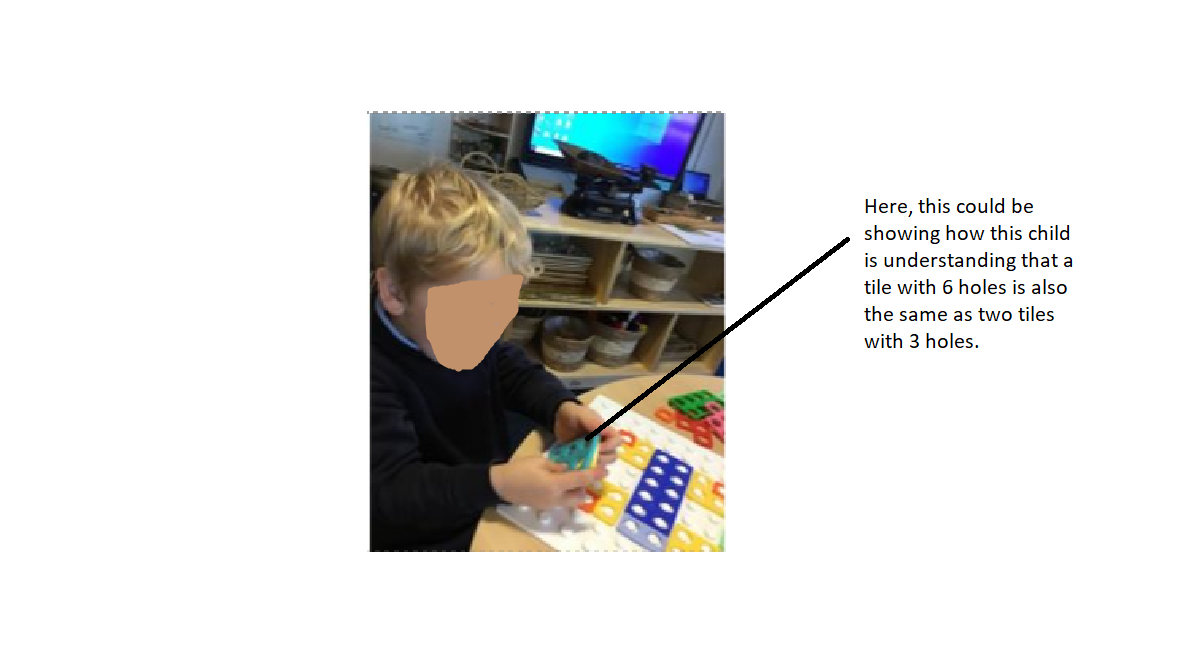 Here, this could be
showing how this child
is understanding that a
tile with 6 holes is also
the same as two tiles
with 3 holes.